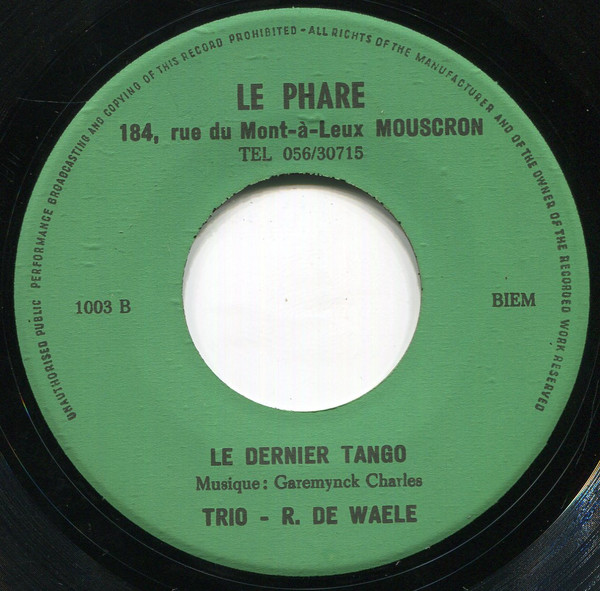 UNAUTHORISED PUBLIC PERFORMANCE BROADCASTING AND COPYING OF THIS RECORD PROHIBITED - ALL RIGHTS OF THE MANUFACTURER AND OF THE OWNER OF THE RECORDED WORK RESERVED
LE PHARE
184, rue du Mont-à-Leux MOUSCRON
TEL 056/30715
1003 B
BIEM
LE DERNIER TANGO
Musique: Garemynck Charles
TRIO - R. DE WAELE